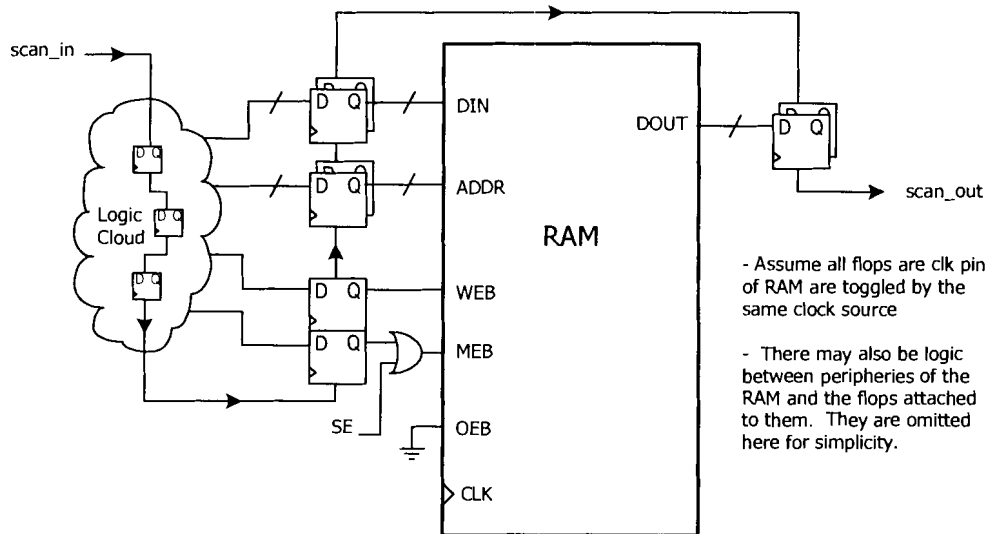 scan_in
D Q
D Q
DIN
DOUT
D Q
D Q
D Q
ADDR
scan_out
Logic
Cloud
D Q
RAM
D Q
D Q
WEB
D Q
MEB
SE
OEB
CLK
- Assume all flops are clk pin
of RAM are toggled by the
same clock source
- There may also be logic
between peripheries of the
RAM and the flops attached
to them. They are omitted
here for simplicity.